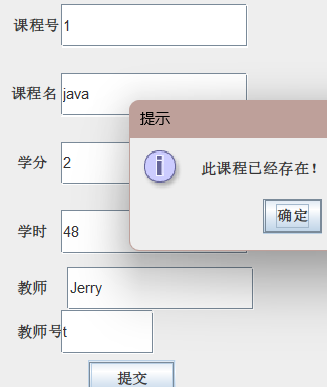 课程号 1
课程名 java
提示
学分 2
此课程已经存在！
确定
学时 48
教师 Jerry
教师号 t
提交